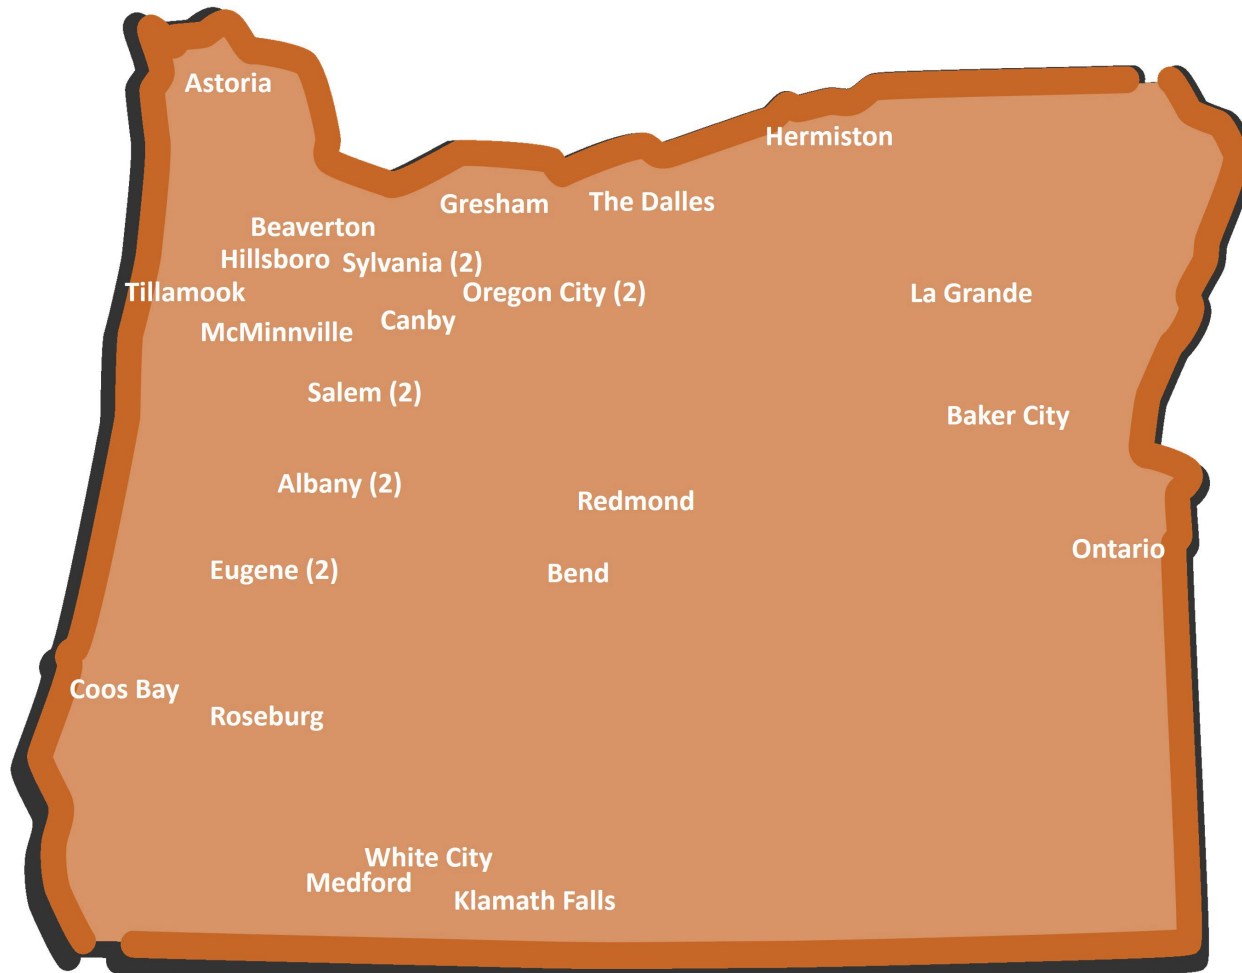 Astoria
Hermiston
Gresham
The Dalles
Beaverton
Hillsboro
Sylvania (2)
Tillamook
Oregon City (2)
La Grande
McMinnville
Canby
Salem (2)
Baker City
Albany (2)
Redmond
Ontario
Eugene (2)
Bend
Coos Bay
Roseburg
White City
Medford
Klamath Falls